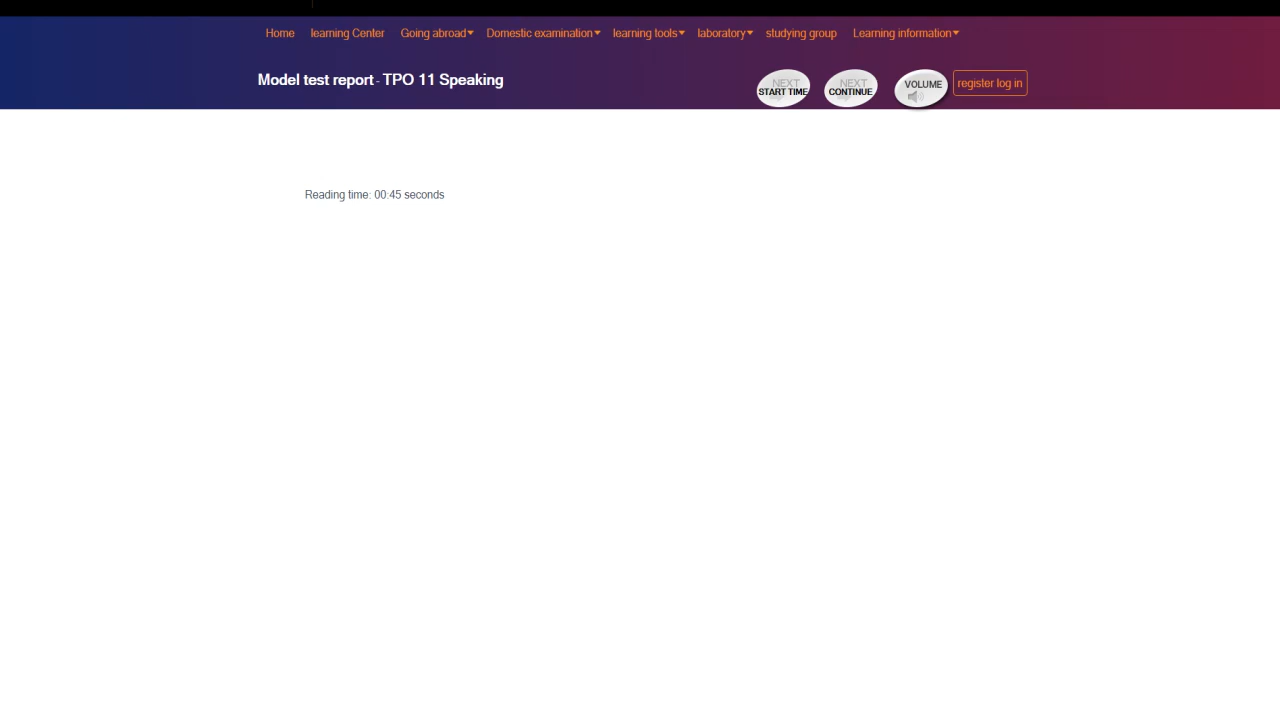 Home learning Center Going abroad Domestic examination learning tools laboratory studying group Learning information
Model test report - TPO 11 Speaking
NEXT START TIME
NEXT CONTINUE
VOLUME
register log in
Reading time: 00:45 seconds